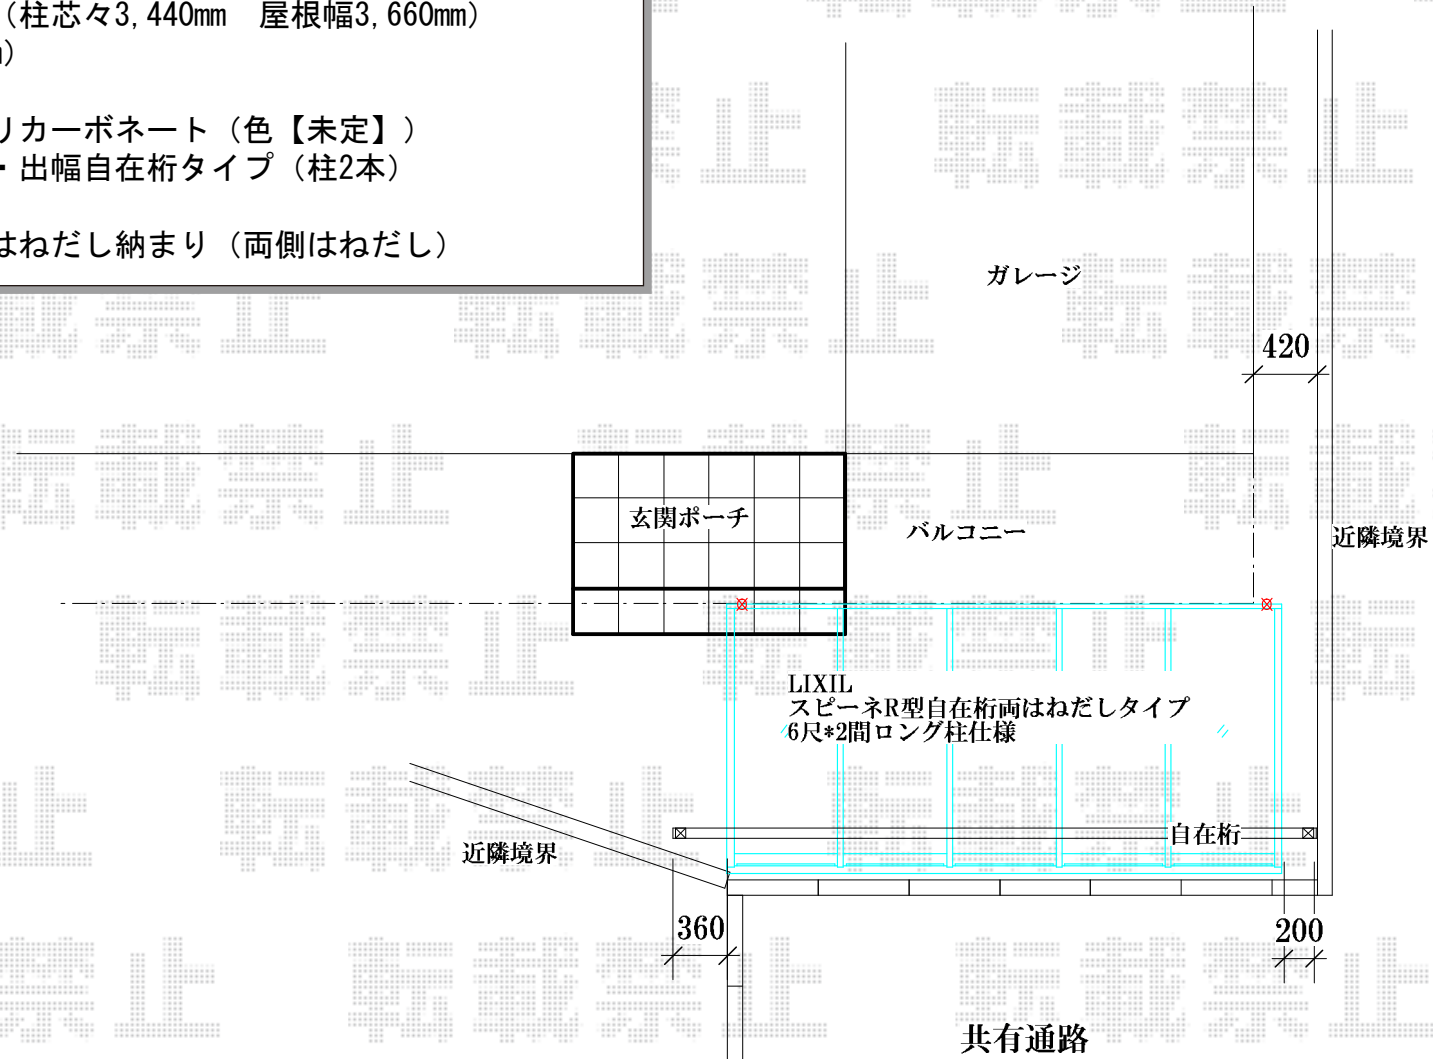 （柱芯々3,440mm　屋根幅3,660mm）
）
リカーボネート（色【未定】）
・出幅自在桁タイプ（柱2本）
はねだし納まり（両側はねだし）
ガレージ
420
玄関ポーチ
バルコニー
近隣境界
LIXIL
スピーネR型自在桁両はねだしタイプ
6尺*2間ロング柱仕様
自在桁
近隣境界
360
200
共有通路
転載禁止